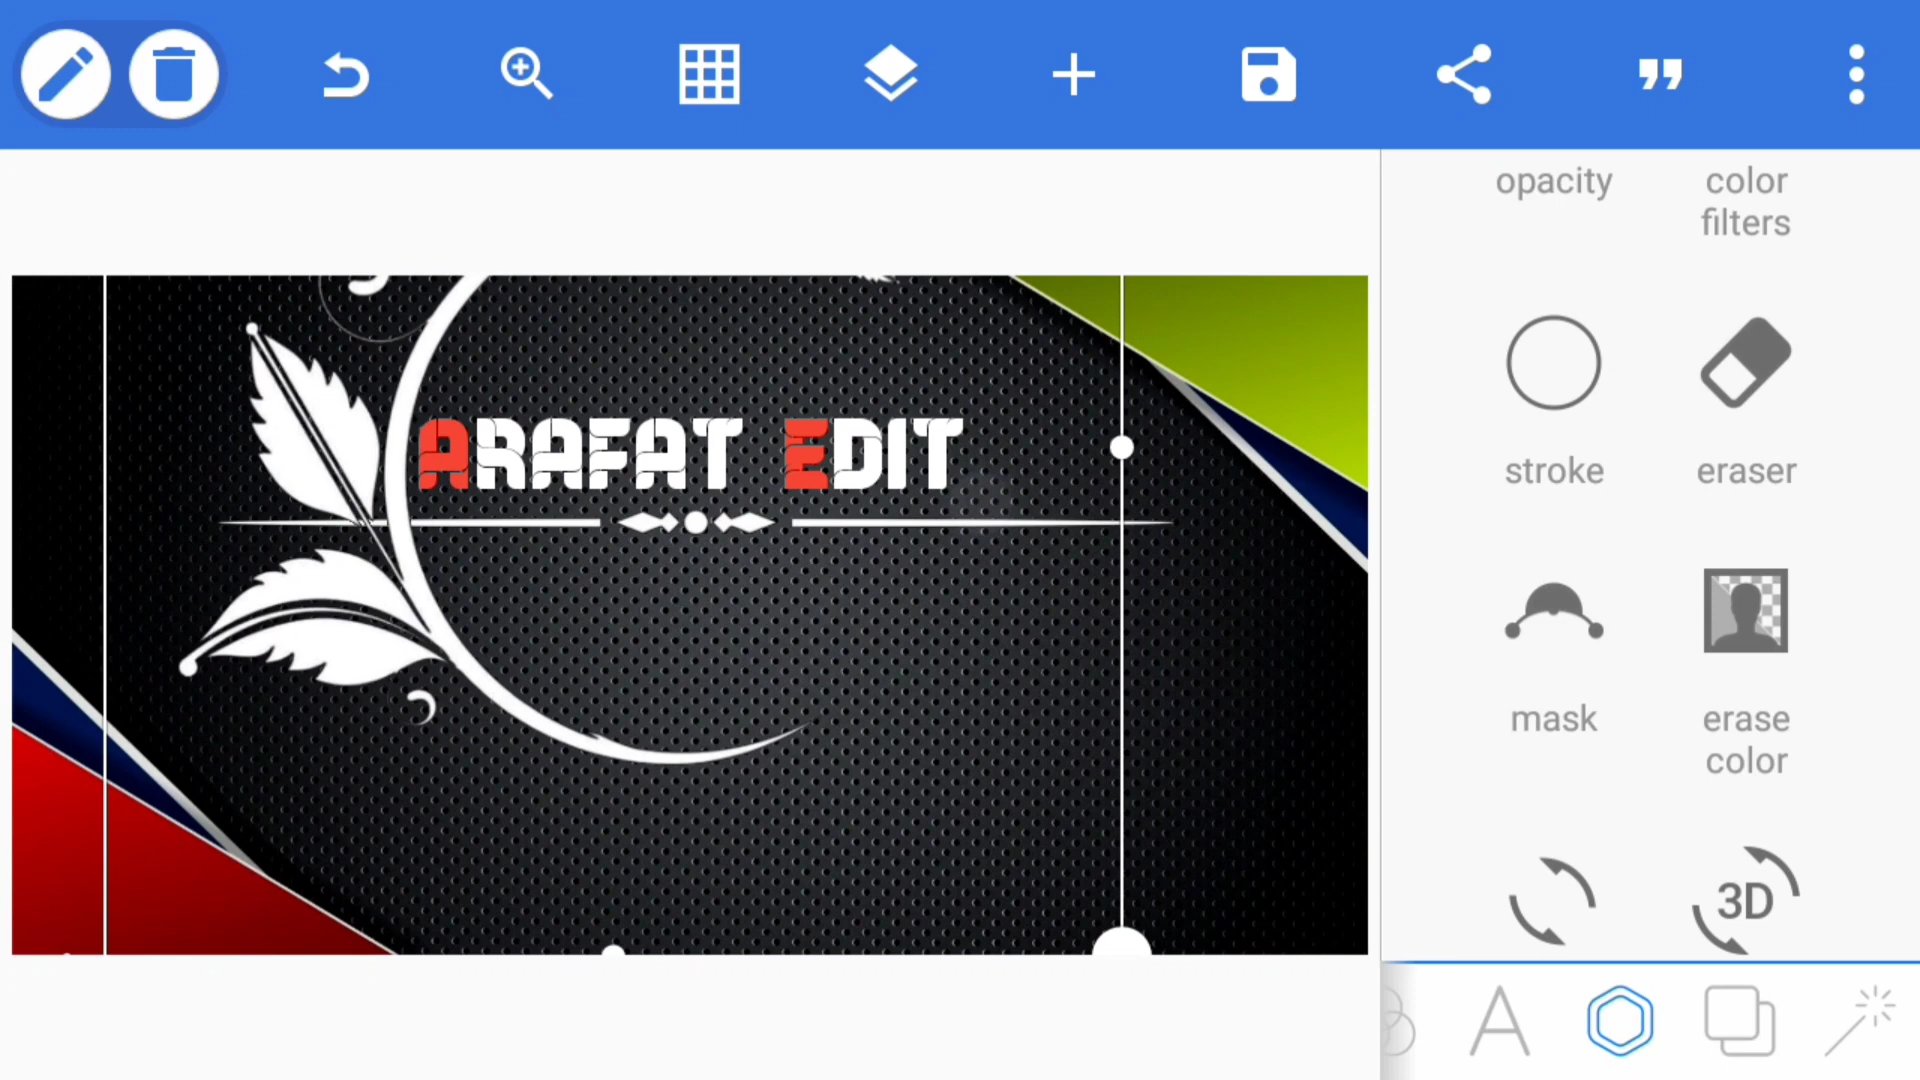 opacity
color
filters
ARAFAT EDIT
stroke
eraser
mask
erase
color
3D
A